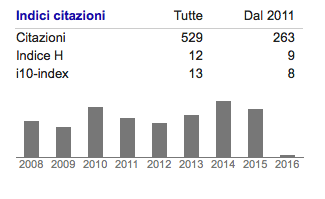 Indici citazioni Tutte Dal 2011
Citazioni 529 263
Indice H 12 9
i10-index 13 8
2008 2009 2010 2011 2012 2013 2014 2015 2016